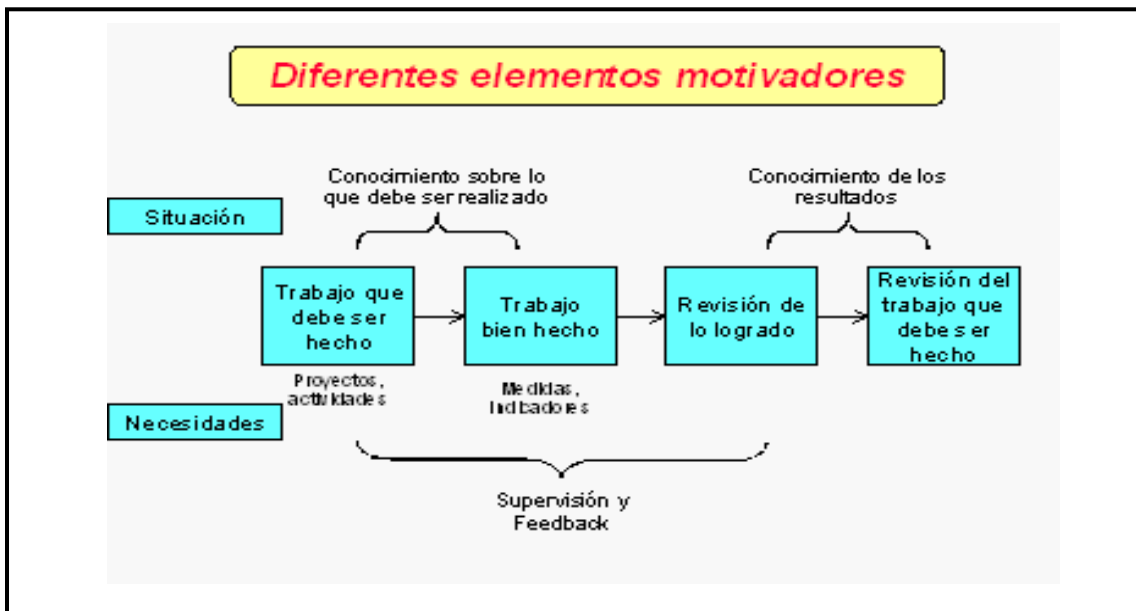 Diferentes elementos motivadores
Conocimiento sobre lo
que debe ser realizado
Conocimiento de los
resultados
Situación
Trabajo que
debe ser
hecho
Trabajo
bien hecho
Revisión de
lo logrado
Revisión del
trabajo que
debe ser
hecho
Proyectos,
actividades
Medidas,
Indicadores
Necesidades
Supervisión y
Feedback